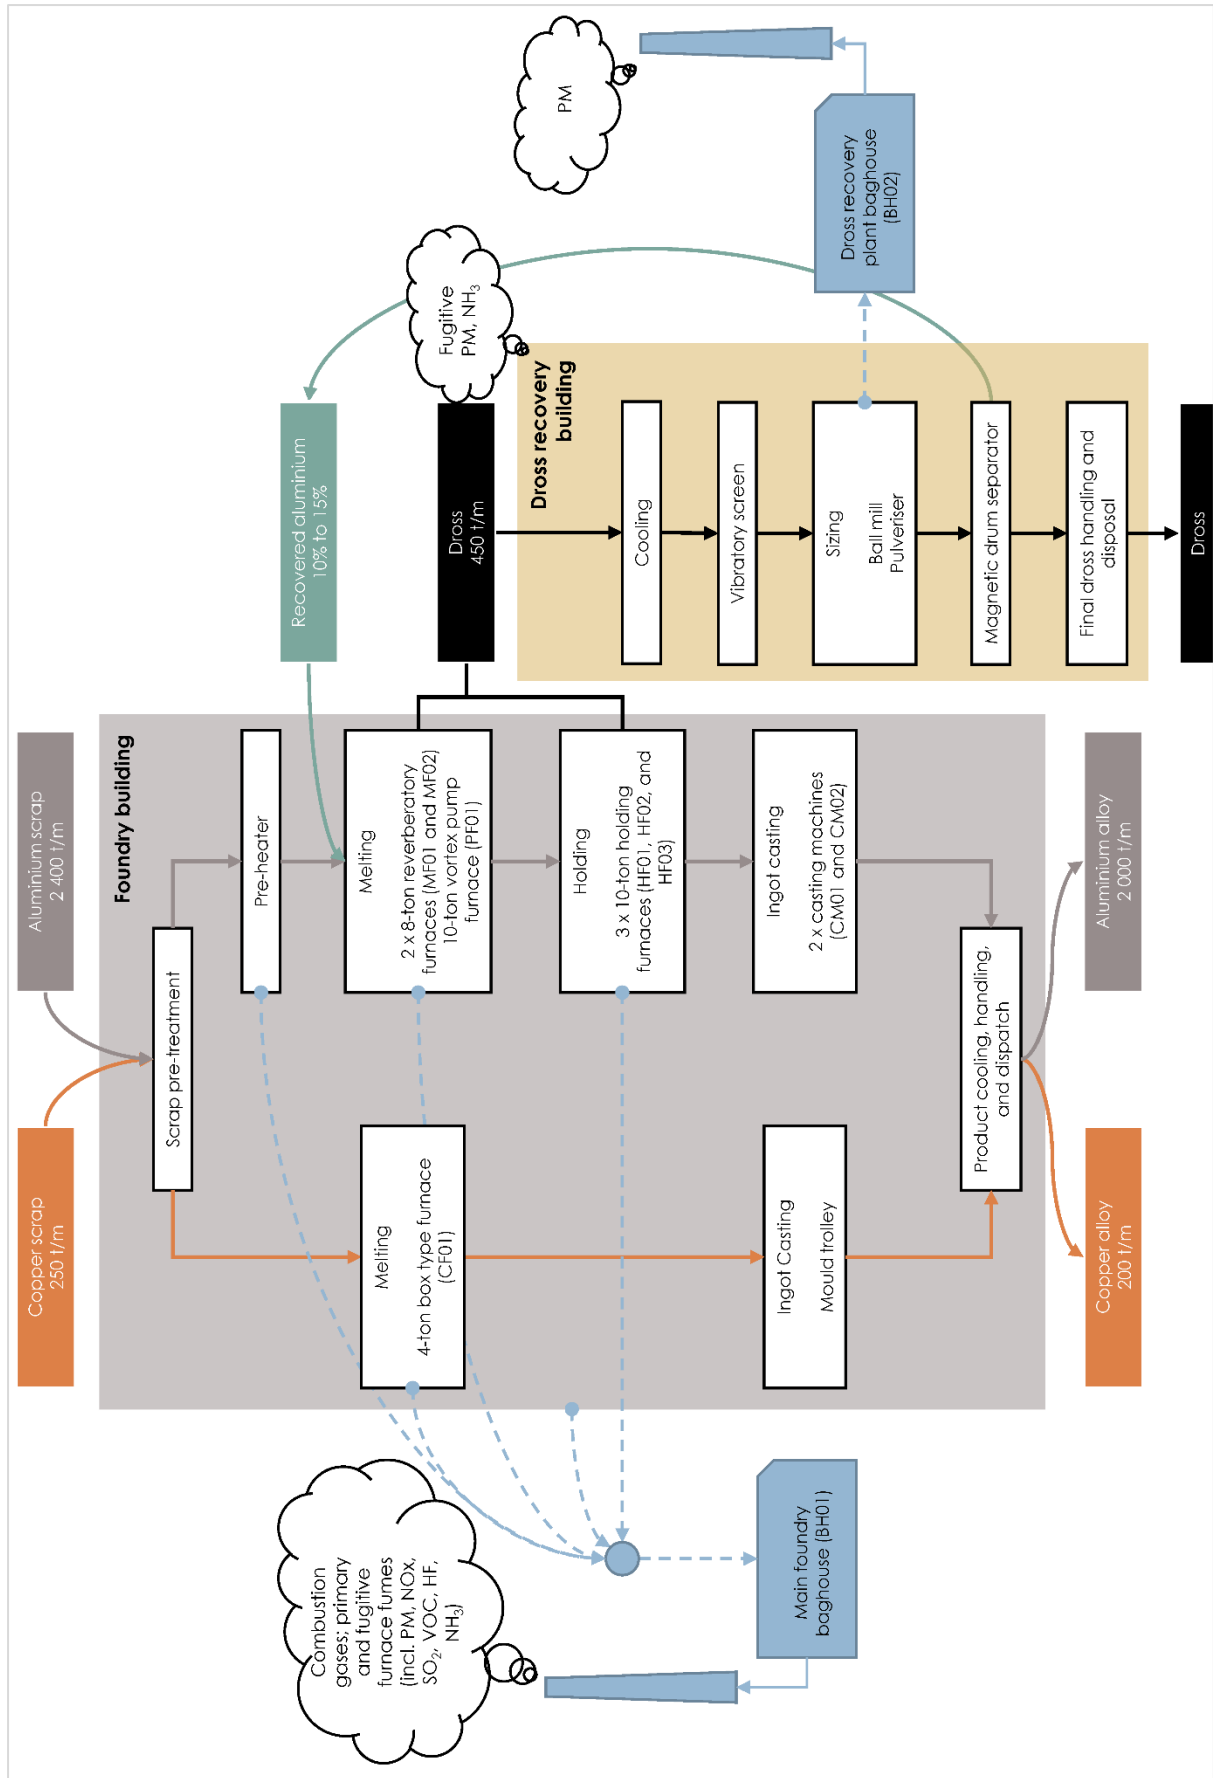 Copper scrap
250 t/m
Aluminium scrap
2 400 t/m
Foundry building
Scrap pre-treatment
Pre-heater
Melting
4-ton box type furnace
(CF01)
Melting
2 x 8-ton reverberatory
furnaces (MF01 and MF02)
10-ton vortex pump
furnace (PF01)
Holding
3 x 10-ton holding
furnaces (HF01, HF02, and
HF03)
Ingot Casting
Mould trolley
Ingot casting
2 x casting machines
(CM01 and CM02)
Product cooling, handling,
and dispatch
Copper alloy
200 t/m
Aluminium alloy
2 000 t/m
Combustion
gases; primary
and fugitive
furnace fumes
(incl. PM, NOx,
SO₂, VOC, HF,
NH₃)
Main foundry
baghouse (BH01)
Recovered aluminium
10% to 15%
Dross
450 t/m
Fugitive
PM, NH₃
Dross recovery
building
Cooling
Vibratory screen
Sizing
Ball mill
Pulveriser
Magnetic drum separator
Final dross handling and
disposal
Dross
Dross recovery
plant baghouse
(BH02)
PM